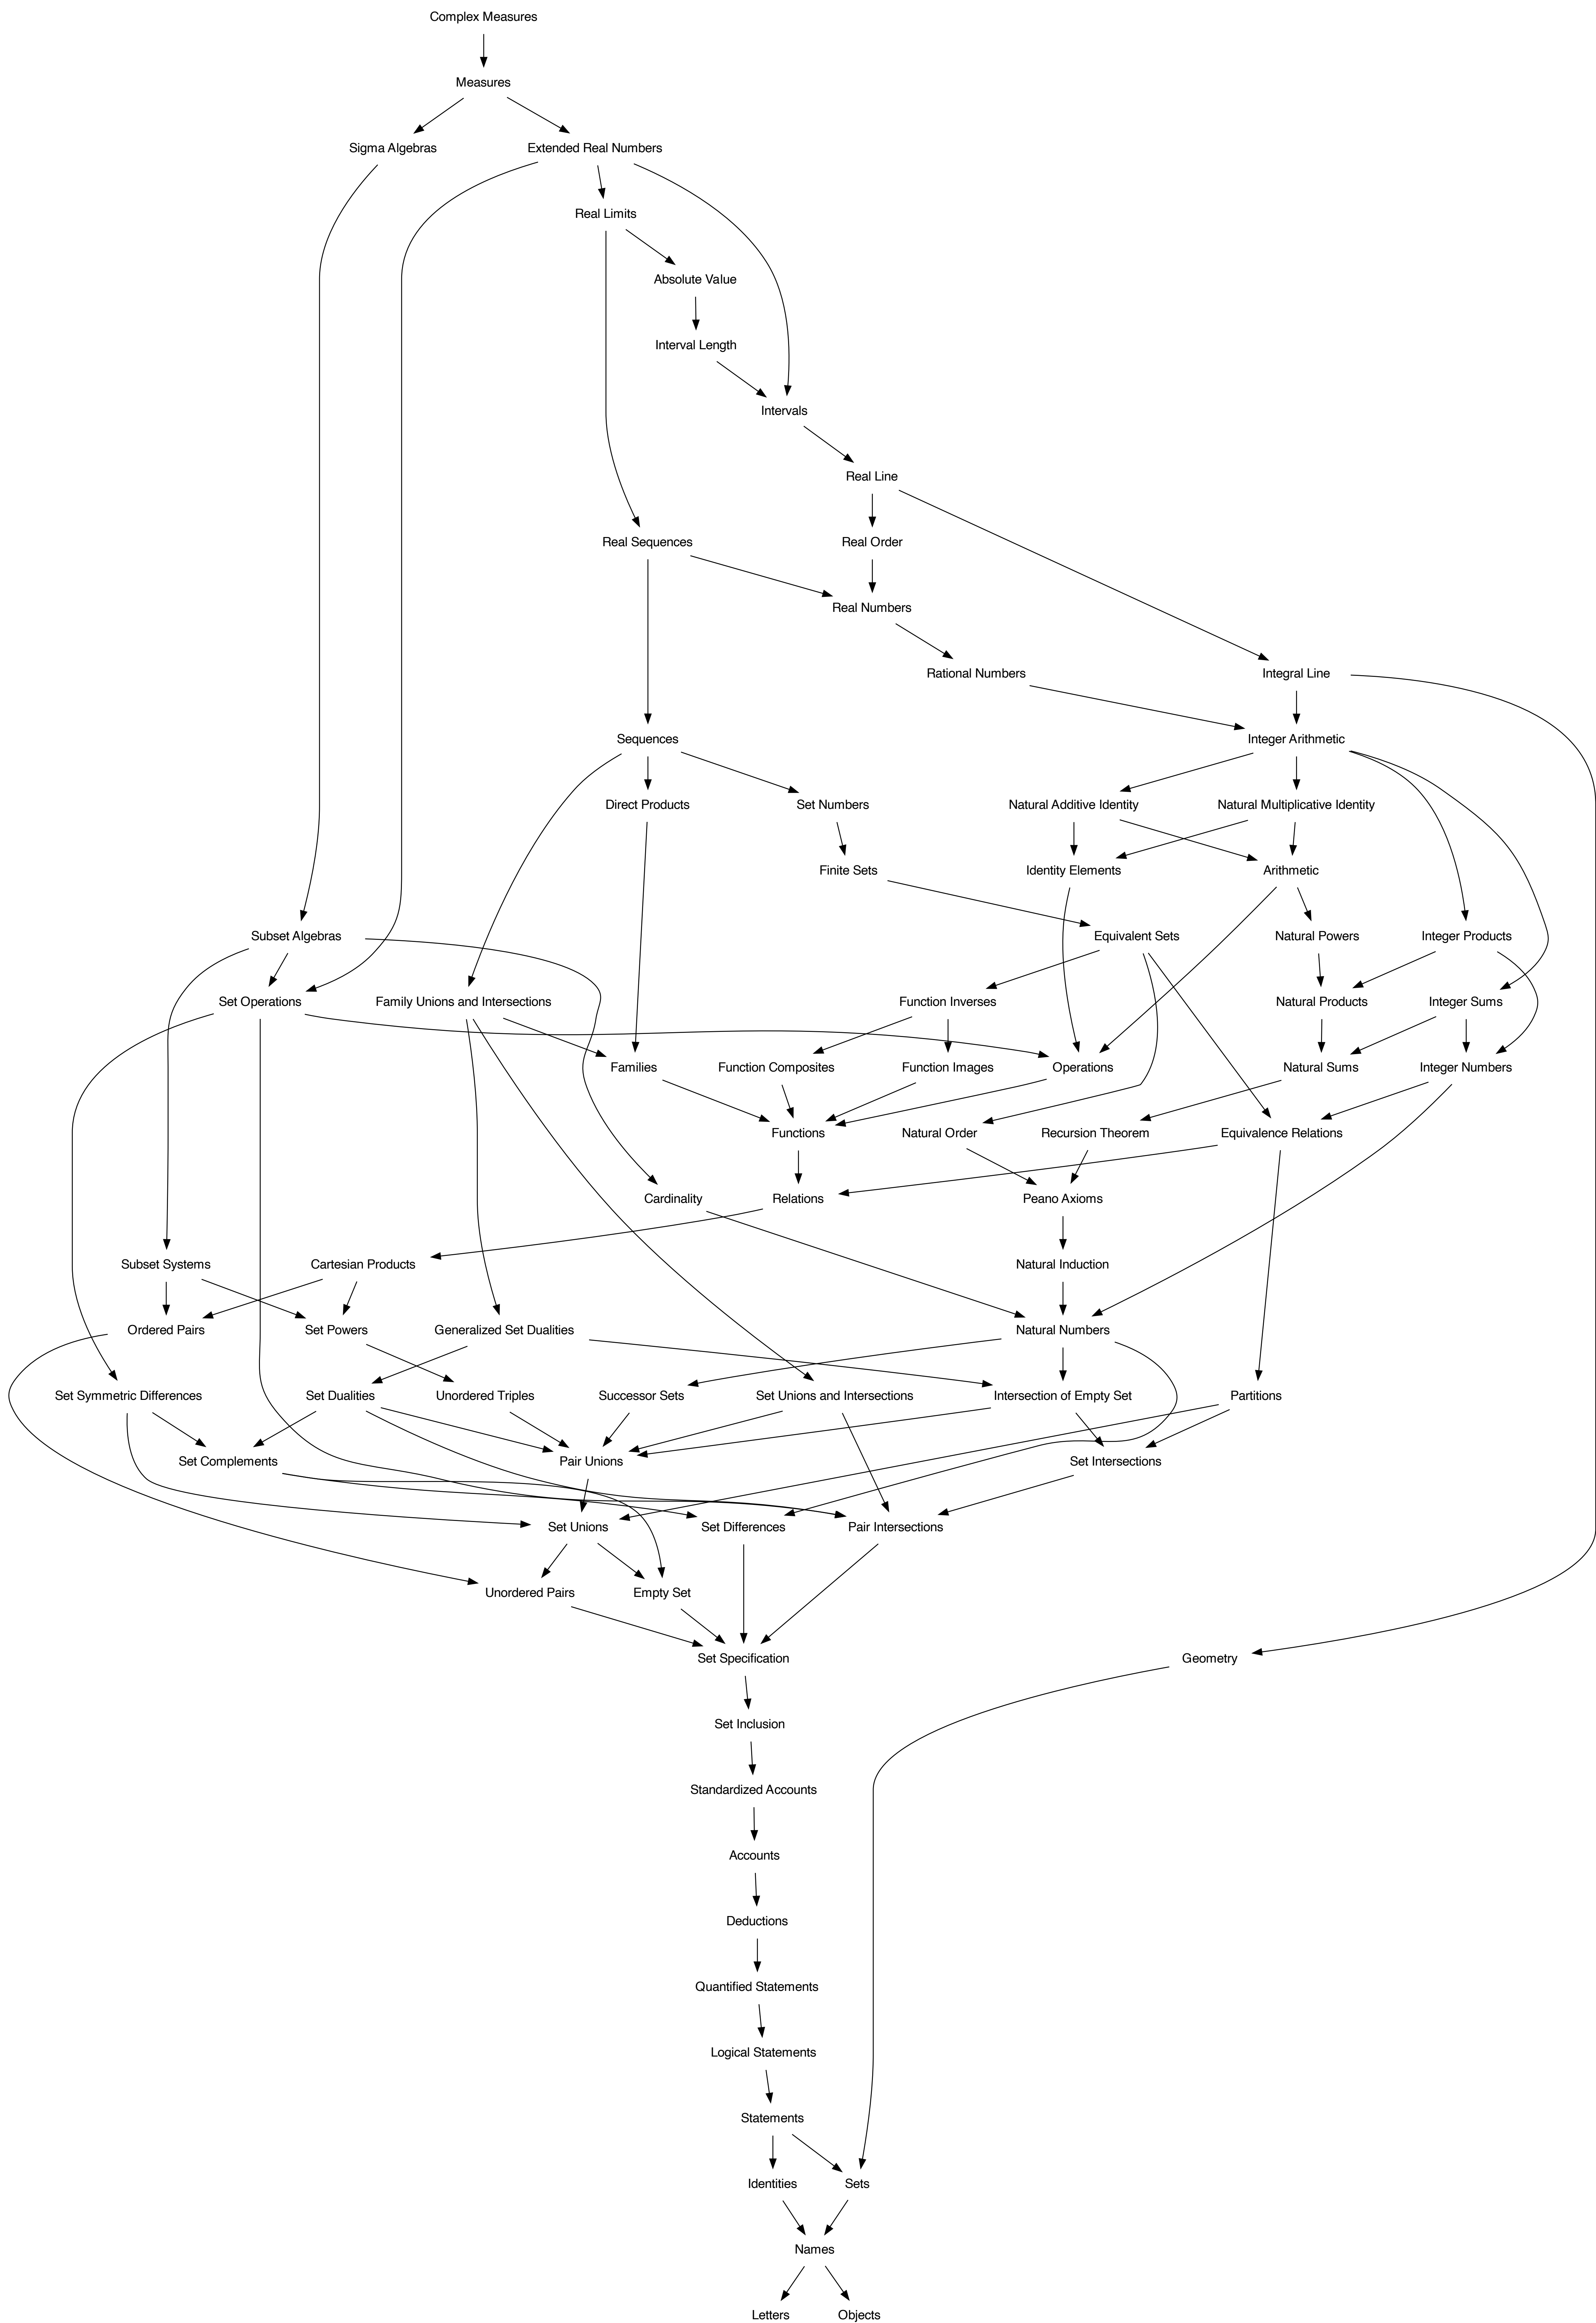 Complex Measures
Measures
Sigma Algebras
Extended Real Numbers
Real Limits
Absolute Value
Interval Length
Intervals
Real Line
Real Sequences
Real Order
Real Numbers
Rational Numbers
Integral Line
Sequences
Integer Arithmetic
Direct Products
Set Numbers
Natural Additive Identity
Natural Multiplicative Identity
Finite Sets
Identity Elements
Arithmetic
Subset Algebras
Equivalent Sets
Natural Powers
Integer Products
Set Operations
Family Unions and Intersections
Function Inverses
Natural Products
Integer Sums
Families
Function Composites
Function Images
Operations
Natural Sums
Integer Numbers
Functions
Natural Order
Recursion Theorem
Equivalence Relations
Cardinality
Relations
Peano Axioms
Subset Systems
Cartesian Products
Natural Induction
Ordered Pairs
Set Powers
Generalized Set Dualities
Natural Numbers
Set Symmetric Differences
Set Dualities
Unordered Triples
Successor Sets
Set Unions and Intersections
Intersection of Empty Set
Partitions
Set Complements
Pair Unions
Set Intersections
Set Unions
Set Differences
Pair Intersections
Unordered Pairs
Empty Set
Set Specification
Geometry
Set Inclusion
Standardized Accounts
Accounts
Deductions
Quantified Statements
Logical Statements
Statements
Identities
Sets
Names
Letters
Objects